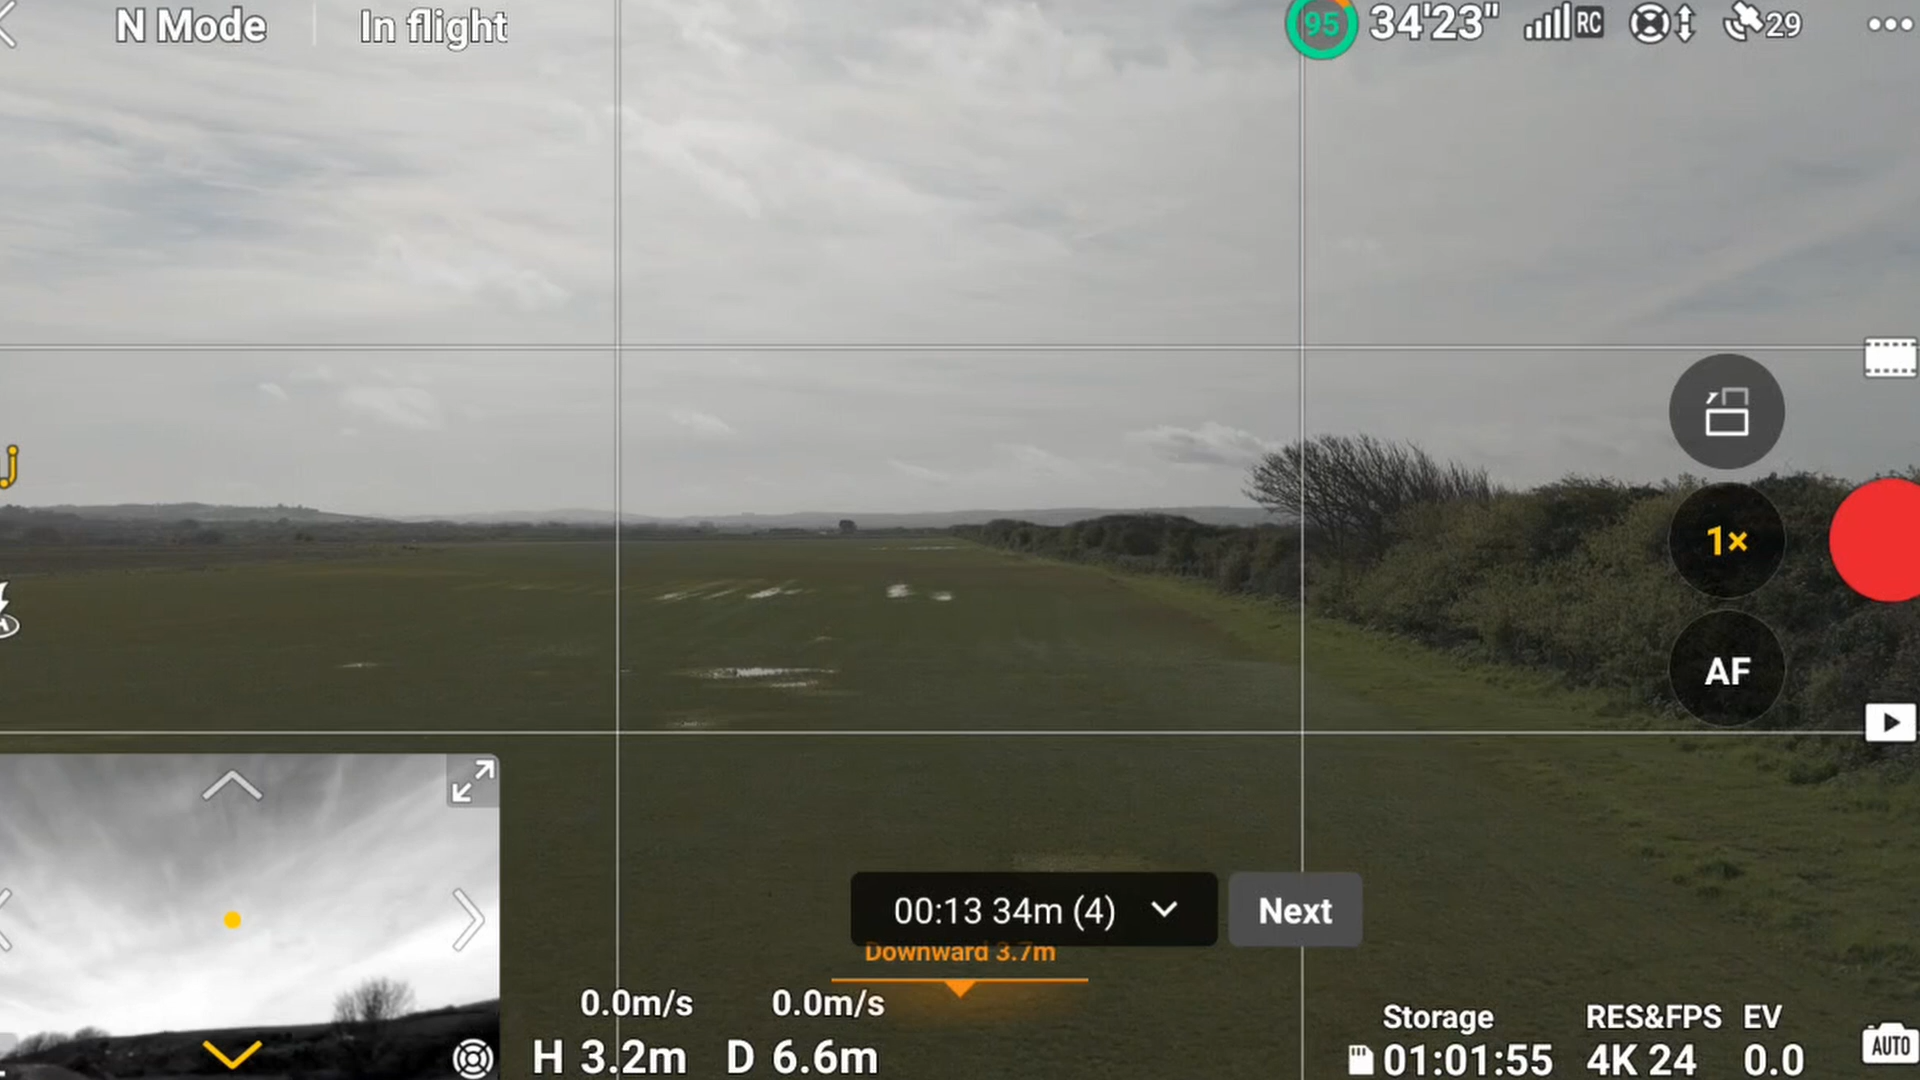 N Mode
In flight
95
34'23"
RC
29
1×
AF
00:13 34m (4)
Next
Downward 3.7m
0.0m/s
0.0m/s
H 3.2m
D 6.6m
Storage
01:01:55
RES&FPS
4K 24
EV
0.0
AUTO